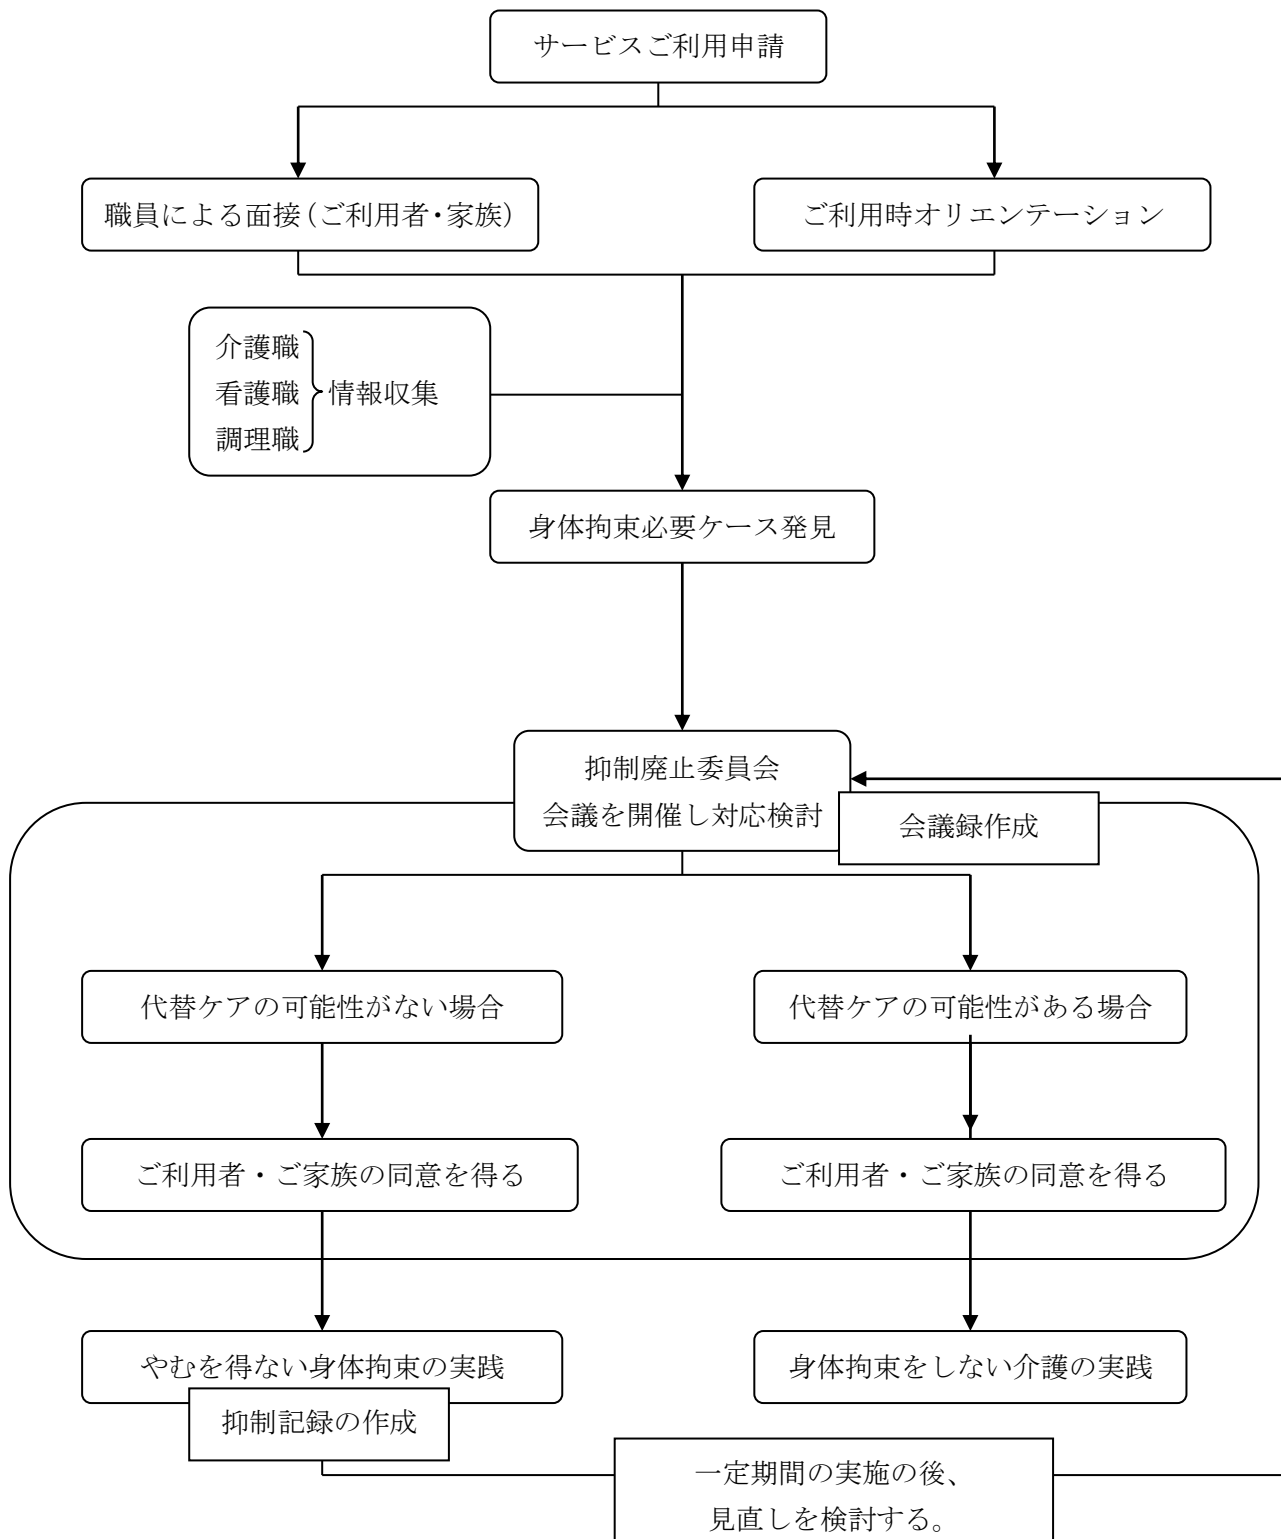 サービスご利用申請
職員による面接(ご利用者・家族)
ご利用時オリエンテーション
介護職
看護職
情報収集
調理職
身体拘束必要ケース発見
抑制廃止委員会
会議を開催し対応検討
会議録作成
代替ケアの可能性がない場合
代替ケアの可能性がある場合
ご利用者・ご家族の同意を得る
ご利用者・ご家族の同意を得る
やむを得ない身体拘束の実践
身体拘束をしない介護の実践
抑制記録の作成
一定期間の実施の後、
見直しを検討する。